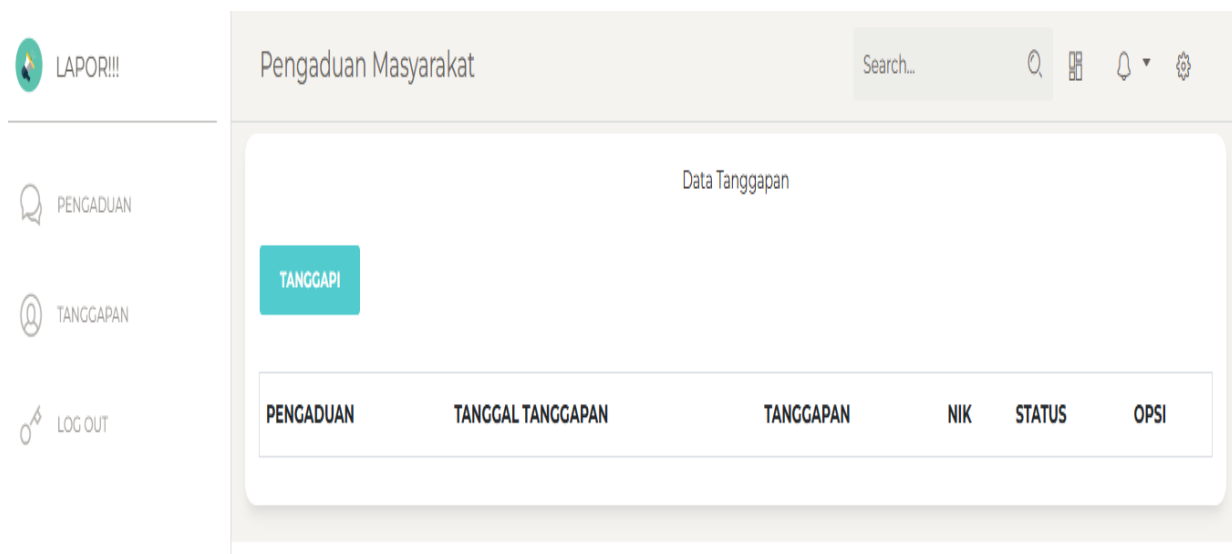 LAPOR!!!
PENGADUAN
TANGGAPAN
LOG OUT
Pengaduan Masyarakat
Search...
Data Tanggapan
TANGGAPI
PENGADUAN TANGGAL TANGGAPAN TANGGAPAN NIK STATUS OPSI